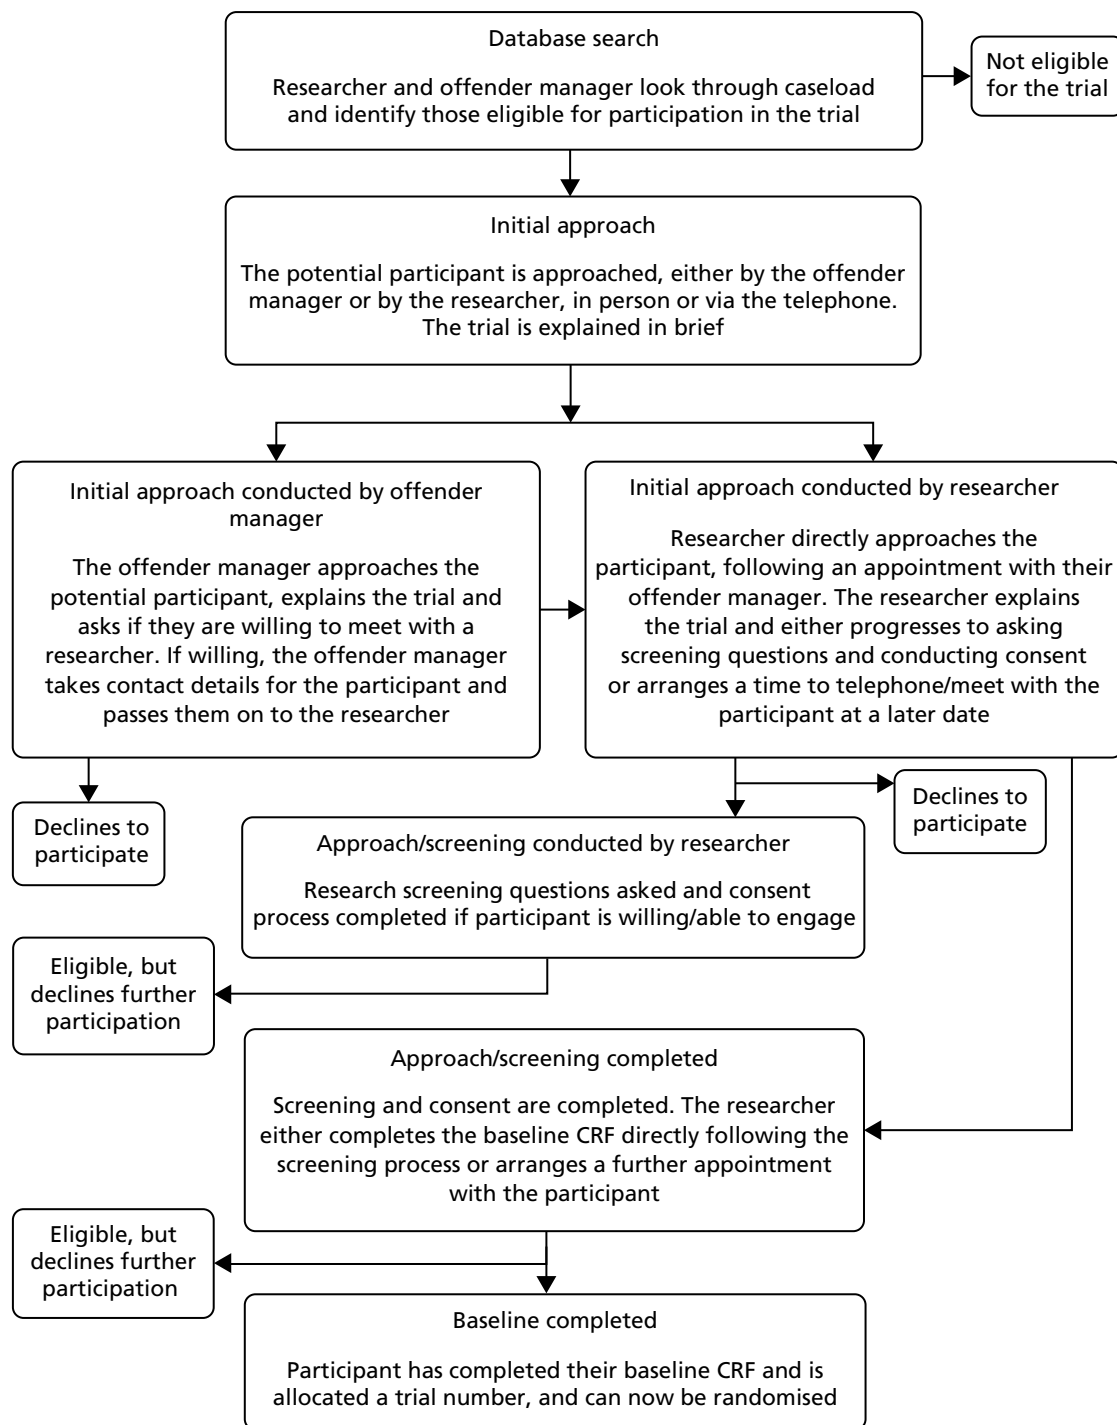 Database search
Researcher and offender manager look through caseload
and identify those eligible for participation in the trial
Not eligible
for the trial
Initial approach
The potential participant is approached, either by the offender
manager or by the researcher, in person or via the telephone.
The trial is explained in brief
Initial approach conducted by offender
manager
The offender manager approaches the
potential participant, explains the trial and
asks if they are willing to meet with a
researcher. If willing, the offender manager
takes contact details for the participant and
passes them on to the researcher
Initial approach conducted by researcher
Researcher directly approaches the
participant, following an appointment with their
offender manager. The researcher explains
the trial and either progresses to asking
screening questions and conducting consent
or arranges a time to telephone/meet with the
participant at a later date
Declines to
participate
Declines to
participate
Approach/screening conducted by researcher
Research screening questions asked and consent
process completed if participant is willing/able to engage
Eligible, but
declines further
participation
Approach/screening completed
Screening and consent are completed. The researcher
either completes the baseline CRF directly following the
screening process or arranges a further appointment
with the participant
Eligible, but
declines further
participation
Baseline completed
Participant has completed their baseline CRF and is
allocated a trial number, and can now be randomised